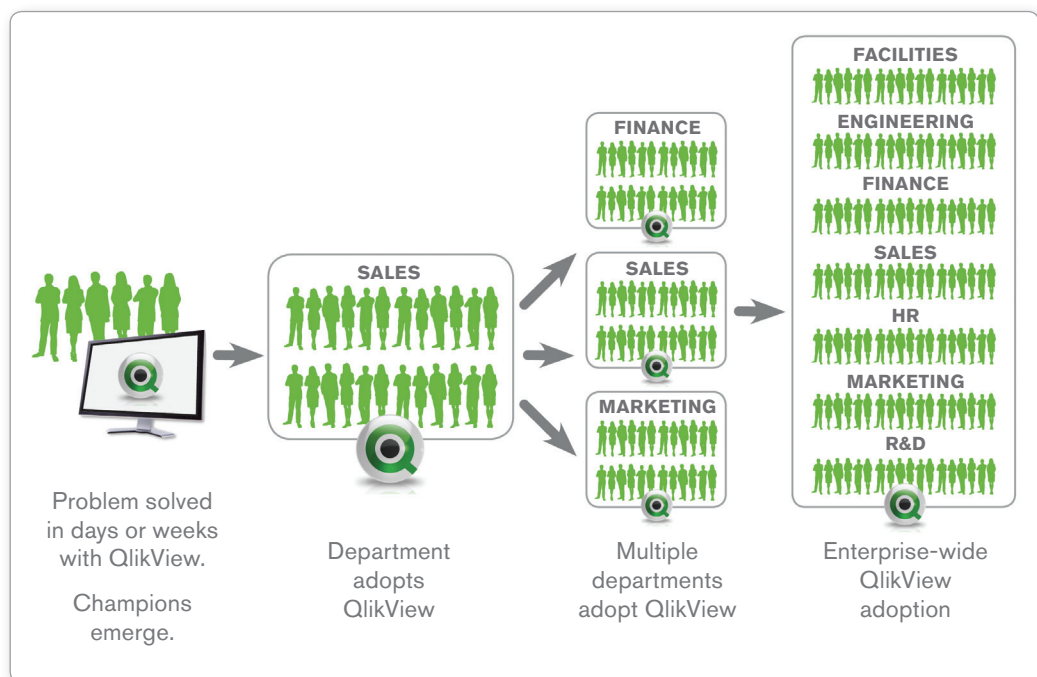 Problem solved
in days or weeks
with QlikView.
Champions
emerge.
SALES
Department
adopts
QlikView
FINANCE
SALES
MARKETING
Multiple
departments
adopt QlikView
FACILITIES
ENGINEERING
FINANCE
SALES
HR
MARKETING
R&D
Enterprise-wide
QlikView
adoption